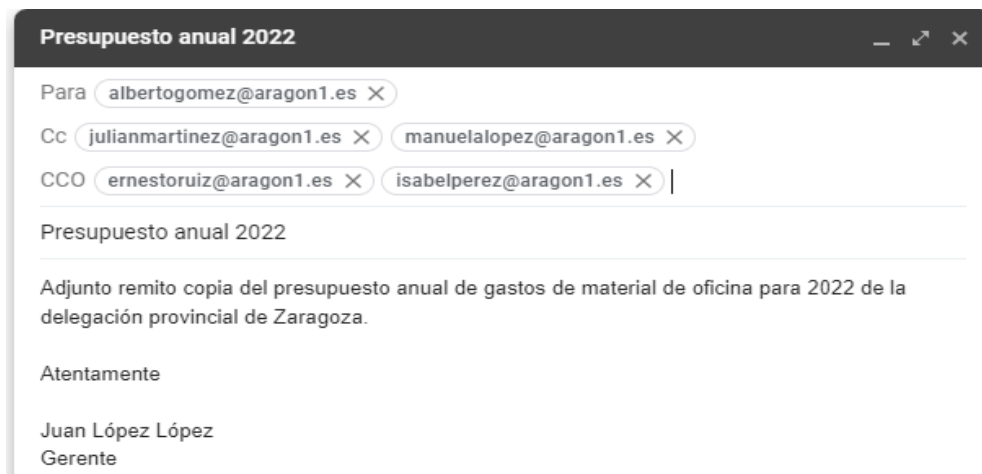 Presupuesto anual 2022
Para albertogomez@aragon1.es
Cc julianmartinez@aragon1.es manuelalopez@aragon1.es
CCO ernestoruiz@aragon1.es isabelperez@aragon1.es
Presupuesto anual 2022
Adjunto remito copia del presupuesto anual de gastos de material de oficina para 2022 de la
delegación provincial de Zaragoza.
Atentamente
Juan López López
Gerente